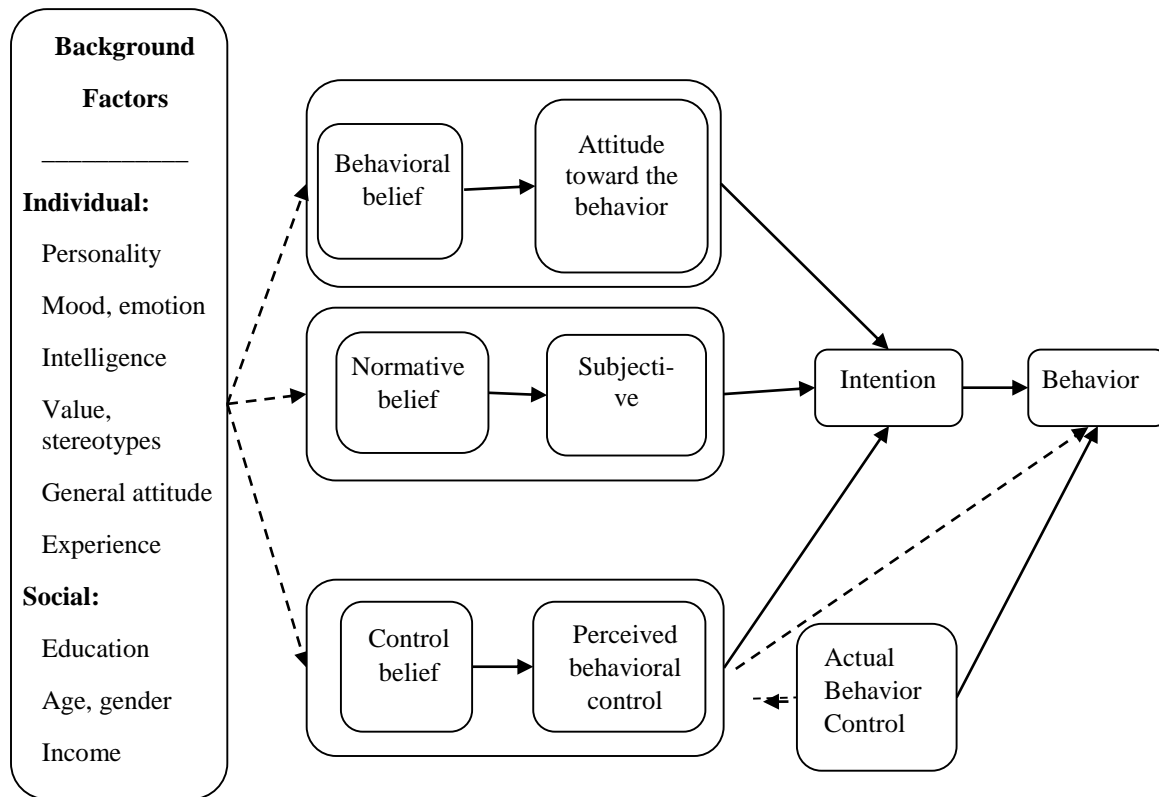 Background
Factors
___________
Individual:
Personality
Mood, emotion
Intelligence
Value,
stereotypes
General attitude
Experience
Social:
Education
Age, gender
Income
Behavioral
belief
Attitude
toward the
behavior
Normative
belief
Subjecti-
ve
Control
belief
Perceived
behavioral
control
Intention
Behavior
Actual
Behavior
Control